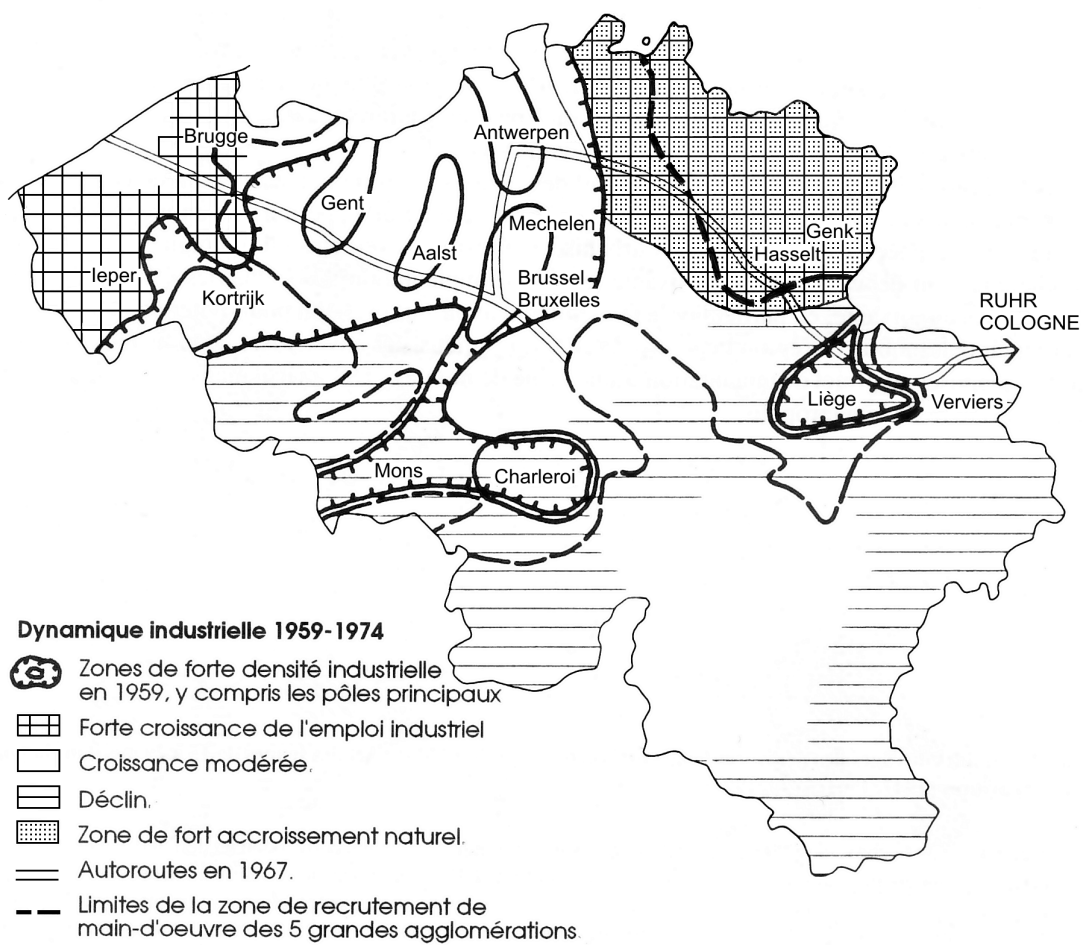 Antwerpen
Brugge
Gent
Mechelen
Genk
Aalst
Hasselt
Ieper
Brussel
Bruxelles
Kortrijk
RUHR
COLOGNE
Liège
Verviers
Mons
Charleroi
Dynamique industrielle 1959-1974
Zones de forte densité industrielle
en 1959, y compris les pôles principaux
Forte croissance de l'emploi industriel
Croissance modérée.
Déclin.
Zone de fort accroissement naturel.
Autoroutes en 1967.
Limites de la zone de recrutement de
main-d'oeuvre des 5 grandes agglomérations